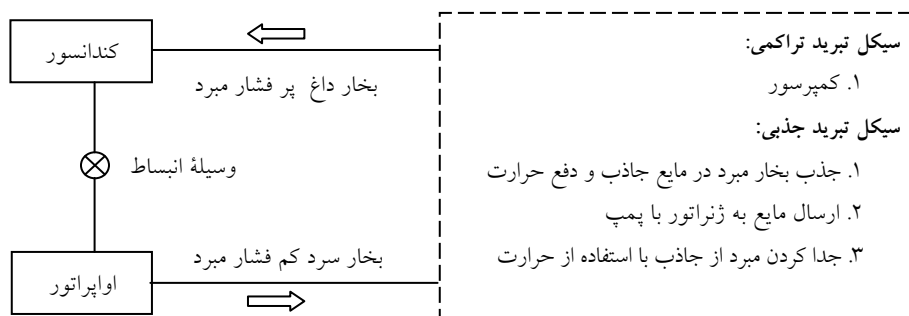 سیکل تبرید تراکمی:
۱. کمپرسور
سیکل تبرید جذبی:
۱. جذب بخار مبرد در مایع جاذب و دفع حرارت
۲. ارسال مایع به ژنراتور با پمپ
۳. جدا کردن مبرد از جاذب با استفاده از حرارت
کندانسور
بخار داغ پر فشار مبرد
وسیلهٔ انبساط
بخار سرد کم فشار مبرد
اواپراتور